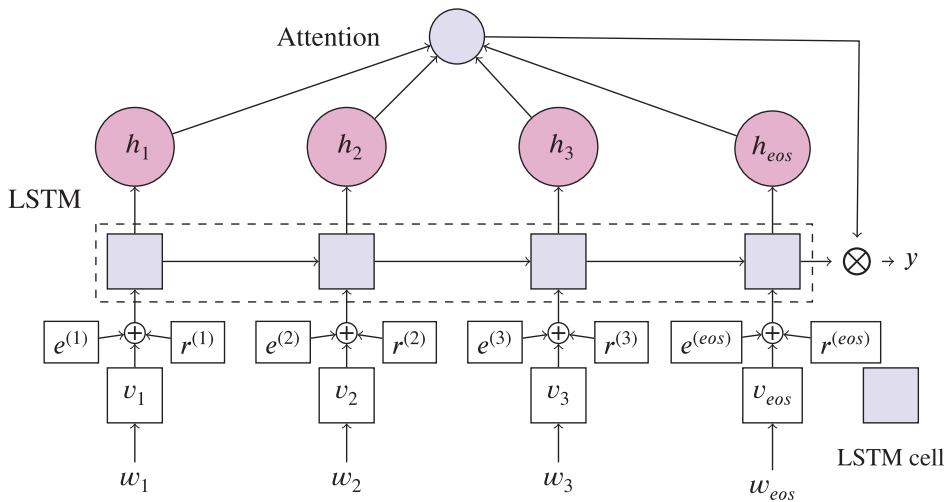 Attention
h₁ h₂ h₃ hₑₒₛ
LSTM
⊗ y
e⁽¹⁾ + r⁽¹⁾ e⁽²⁾ + r⁽²⁾ e⁽³⁾ + r⁽³⁾ e⁽ᵉᵒˢ⁾ + r⁽ᵉᵒˢ⁾
v₁ v₂ v₃ vₑₒₛ
LSTM cell
w₁ w₂ w₃ wₑₒₛ